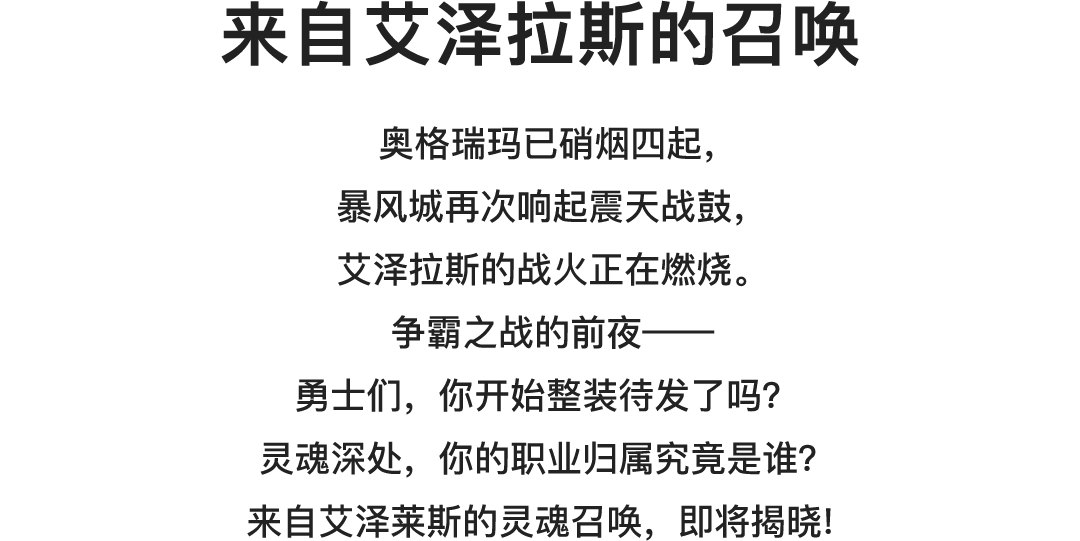 来自艾泽拉斯的召唤
奥格瑞玛已硝烟四起，
暴风城再次响起震天战鼓，
艾泽拉斯的战火正在燃烧。
争霸之战的前夜——
勇士们，你开始整装待发了吗？
灵魂深处，你的职业归属究竟是谁？
来自艾泽莱斯的灵魂召唤，即将揭晓！